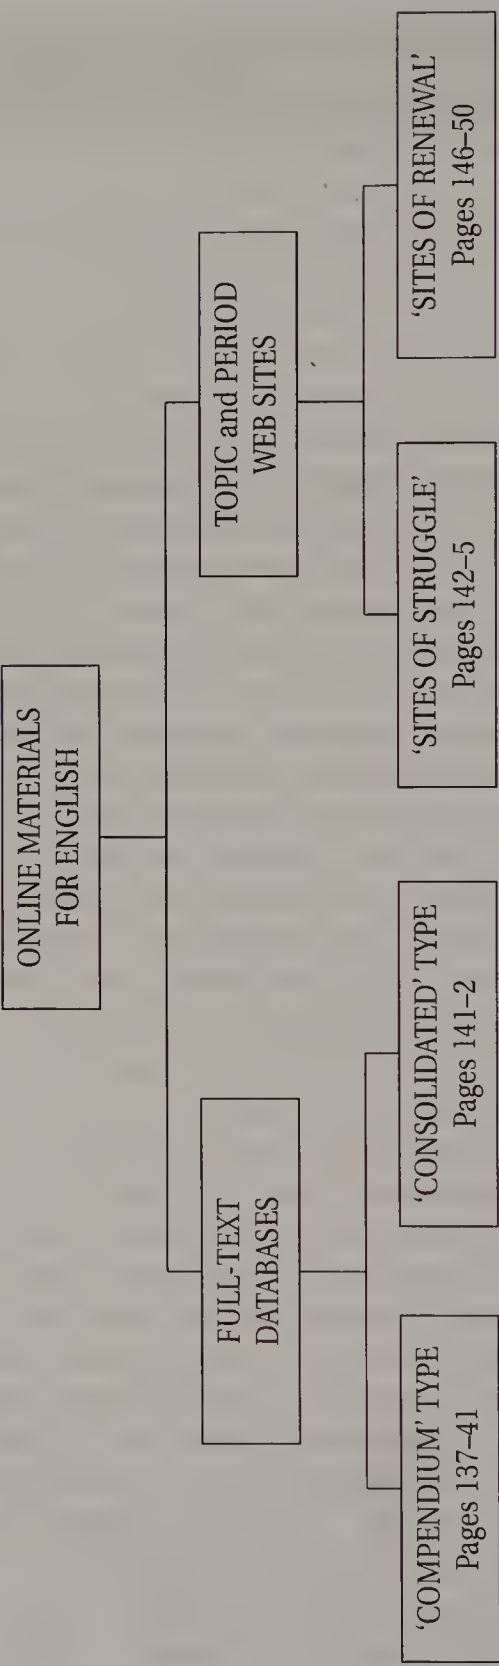 ONLINE MATERIALS
FOR ENGLISH
FULL-TEXT
DATABASES
TOPIC and PERIOD
WEB SITES
‘COMPENDIUM’ TYPE
Pages 137–41
‘CONSOLIDATED’ TYPE
Pages 141–2
‘SITES OF STRUGGLE’
Pages 142–5
‘SITES OF RENEWAL’
Pages 146–50